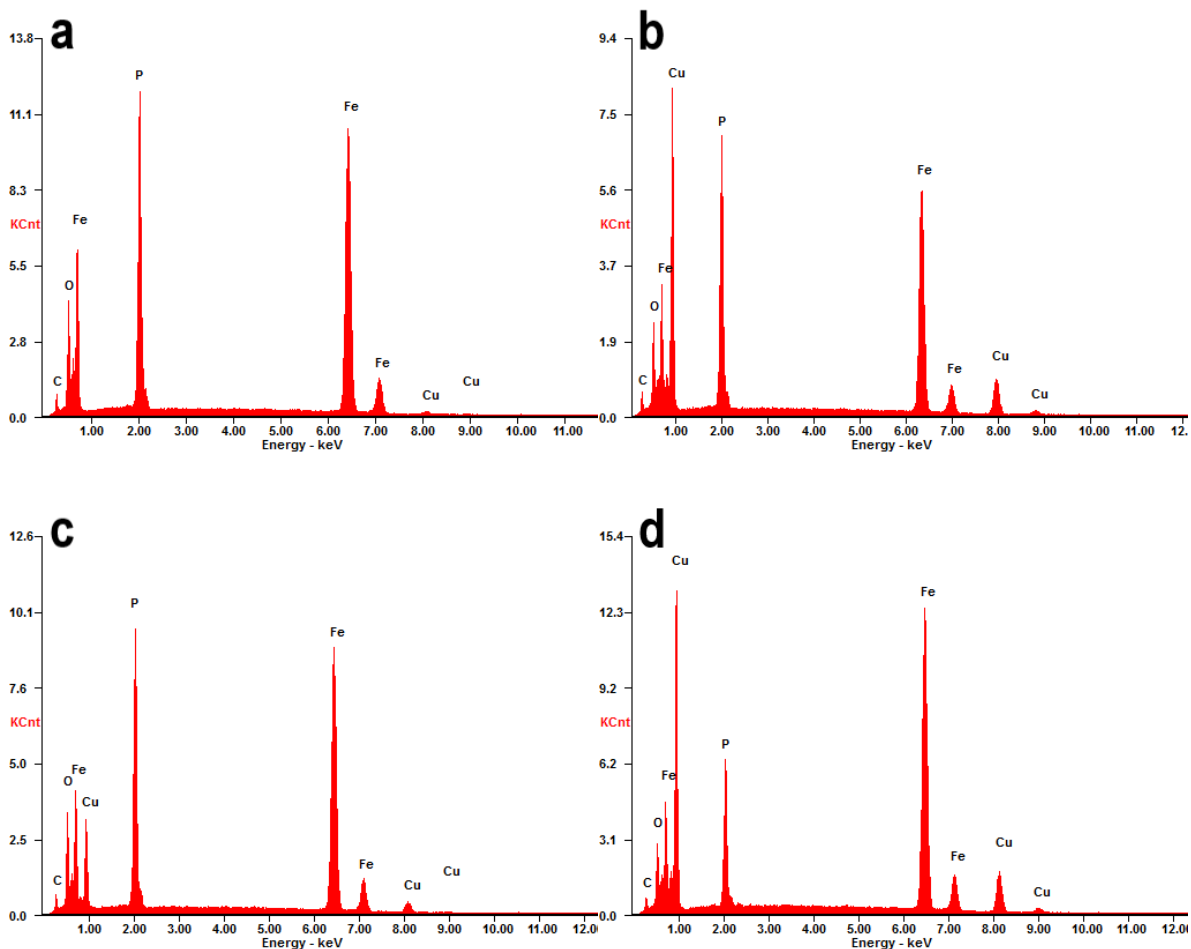 a
13.8
11.1
8.3
KCnt
5.5
2.8
0.0
C
O
Fe
P
Fe
Fe
Cu
Cu
1.00 2.00 3.00 4.00 5.00 6.00 7.00 8.00 9.00 10.00 11.00
Energy - keV
b
9.4
7.5
5.6
KCnt
3.7
1.9
0.0
C
O
Fe
Cu
P
Fe
Fe
Cu
Cu
1.00 2.00 3.00 4.00 5.00 6.00 7.00 8.00 9.00 10.00 11.00 12.0
Energy - keV
c
12.6
10.1
7.6
KCnt
5.0
2.5
0.0
C
O
Fe
Cu
P
Fe
Fe
Cu
Cu
1.00 2.00 3.00 4.00 5.00 6.00 7.00 8.00 9.00 10.00 11.00 12.00
Energy - keV
d
15.4
12.3
9.2
KCnt
6.2
3.1
0.0
C
O
Fe
Cu
P
Fe
Fe
Cu
Cu
1.00 2.00 3.00 4.00 5.00 6.00 7.00 8.00 9.00 10.00 11.00 12.00
Energy - keV